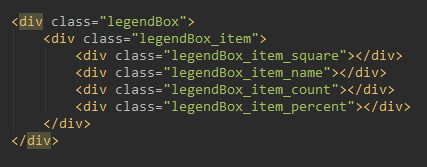 <div class="legendBox">
    <div class="legendBox_item">
        <div class="legendBox_item_square"></div>
        <div class="legendBox_item_name"></div>
        <div class="legendBox_item_count"></div>
        <div class="legendBox_item_percent"></div>
    </div>
</div>